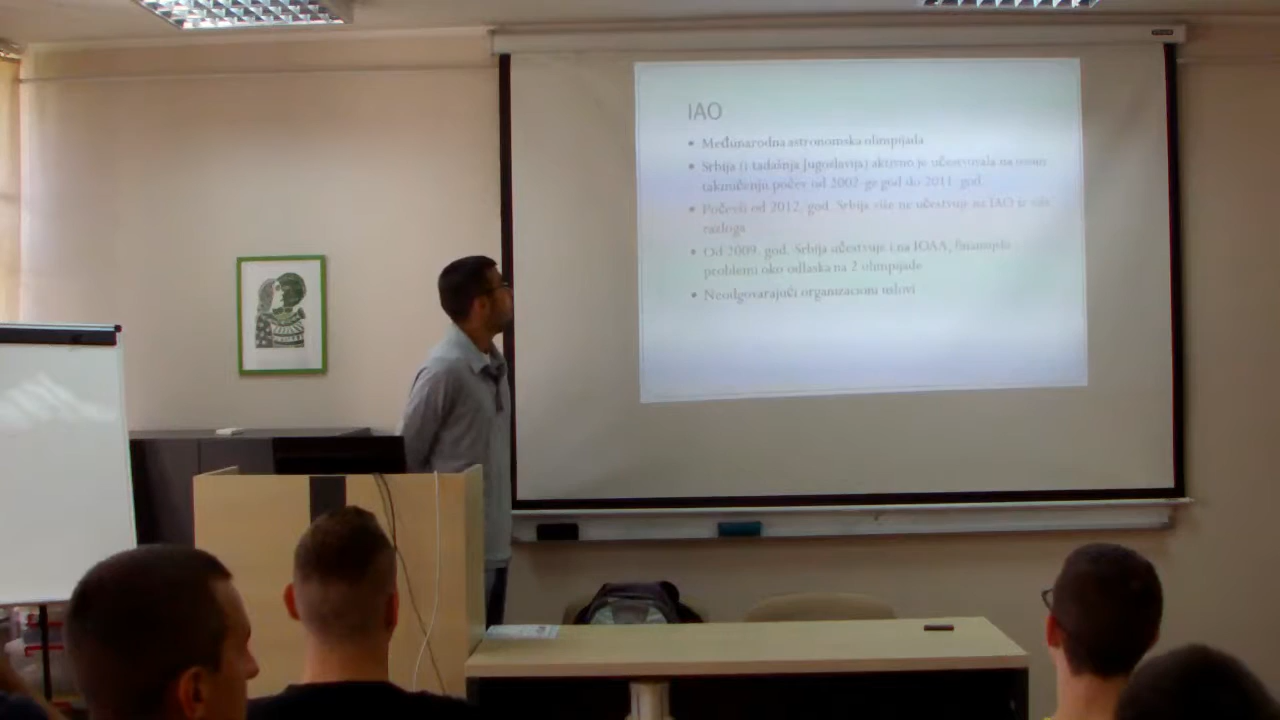 IAO
• Međunarodna astronomska olimpijada
• Srbija (i tadašnja Jugoslavija) aktivno je učestvovala na ovom
takmičenju počev od 2002. ge god do 2011. god.
• Počevši od 2012. god. Srbija više ne učestvuje na IAO iz više
razloga
• Od 2009. god. Srbija učestvuje i na IOAA, finansijski
problemi oko odlaska na 2 olimpijade
• Neodgovarajući organizacioni uslovi